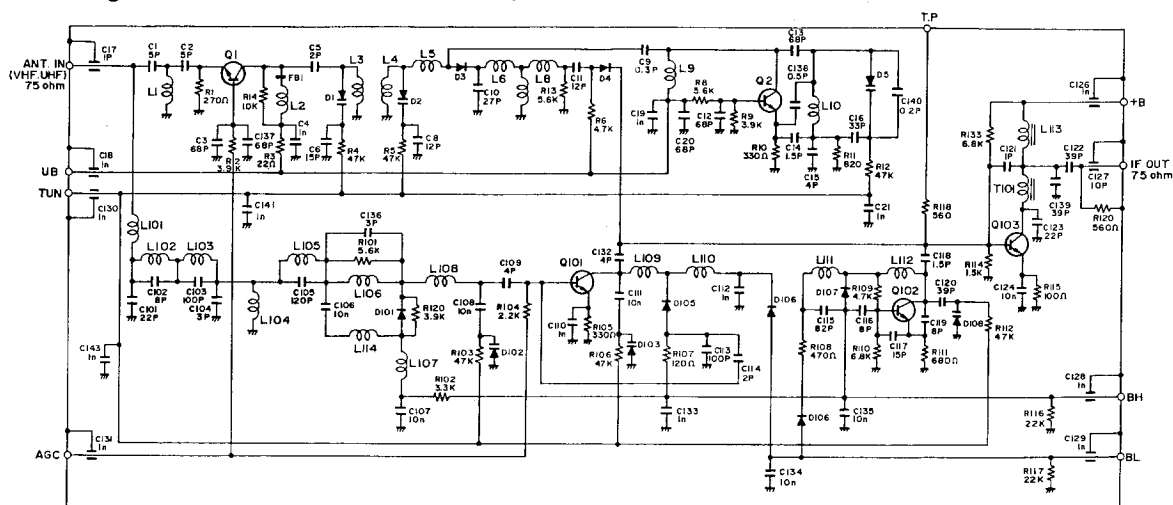 T.P
C17
1P
C1
5P
C2
5P
Q1
C5
2P
L3
L4
L5
C9
0.3P
C13
68P
ANT. IN
(VHF.UHF)
75 ohm
L1
R1
270Ω
R14
10K
FB1
L2
C3
68P
C137
68P
R2
3.9K
R3
22Ω
C4
1n
D1
C6
15P
R4
47K
D2
R5
47K
C8
12P
D3
C10
27P
L6
L8
R13
5.6K
C11
12P
D4
R6
4.7K
L9
C19
1n
C20
68P
R8
5.6K
C12
68P
R9
3.9K
Q2
C138
0.5P
L10
D5
C140
0.2P
R10
330Ω
C14
1.5P
C15
4P
R11
820
C16
33P
R12
47K
C21
1n
C126
1n
+B
R133
6.8K
L113
C121
1P
C122
39P
C127
10P
IF OUT
75 ohm
T101
C139
39P
R120
560Ω
Q103
C123
22P
R114
1.5K
C124
10n
R115
100Ω
C18
1n
UB
TUN
C130
1n
C141
1n
L101
L102
L103
C102
8P
C103
100P
C104
3P
C101
22P
L104
L105
C105
120P
C136
3P
R101
5.6K
L106
C106
10n
D101
R120
3.9K
L114
L107
L108
C109
4P
C108
10n
R104
2.2K
R103
47K
D102
R102
3.3K
C107
10n
Q101
C110
1n
R105
330Ω
C132
4P
L109
L110
C111
10n
D105
C112
1n
R106
47K
D103
R107
120Ω
C113
100P
C114
2P
C133
1n
D106
R118
56Ω
L111
L112
C118
1.5P
D107
R109
4.7K
Q102
C120
39P
C115
82P
C116
8P
C119
8P
D108
R112
47K
R108
470Ω
R110
6.8K
C117
15P
R111
680Ω
D106
C135
10n
C134
10n
C143
1n
C131
1n
AGC
R116
22K
C128
1n
BH
C129
1n
R117
22K
BL